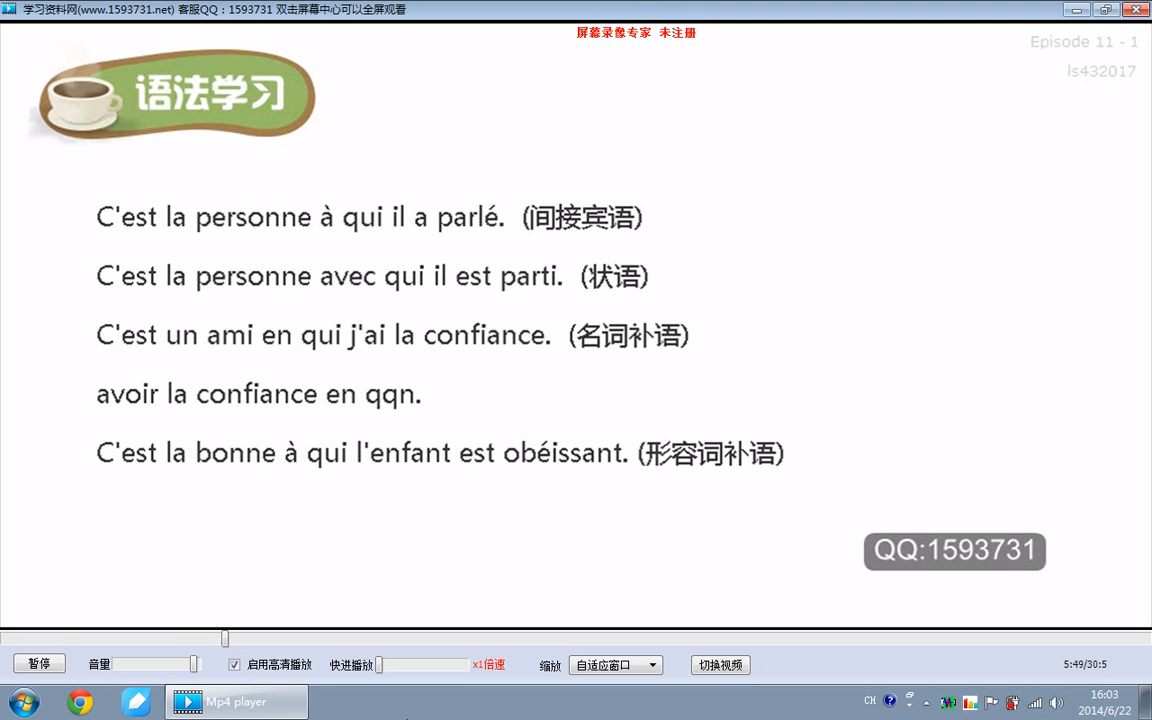 学习资料网(www.1593731.net) 客服QQ：1593731 双击屏幕中心可以全屏观看
屏幕录像专家 未注册
Episode 11 - 1
ls432017
语法学习
C'est la personne à qui il a parlé. (间接宾语)
C'est la personne avec qui il est parti. (状语)
C'est un ami en qui j'ai la confiance. (名词补语)
avoir la confiance en qqn.
C'est la bonne à qui l'enfant est obéissant. (形容词补语)
QQ:1593731
暂停 音量 启用高清播放 快进播放 x1倍速 缩放 自适应窗口 切换视频 5:49/30:5
Mp4 player CH 16:03
2014/6/22